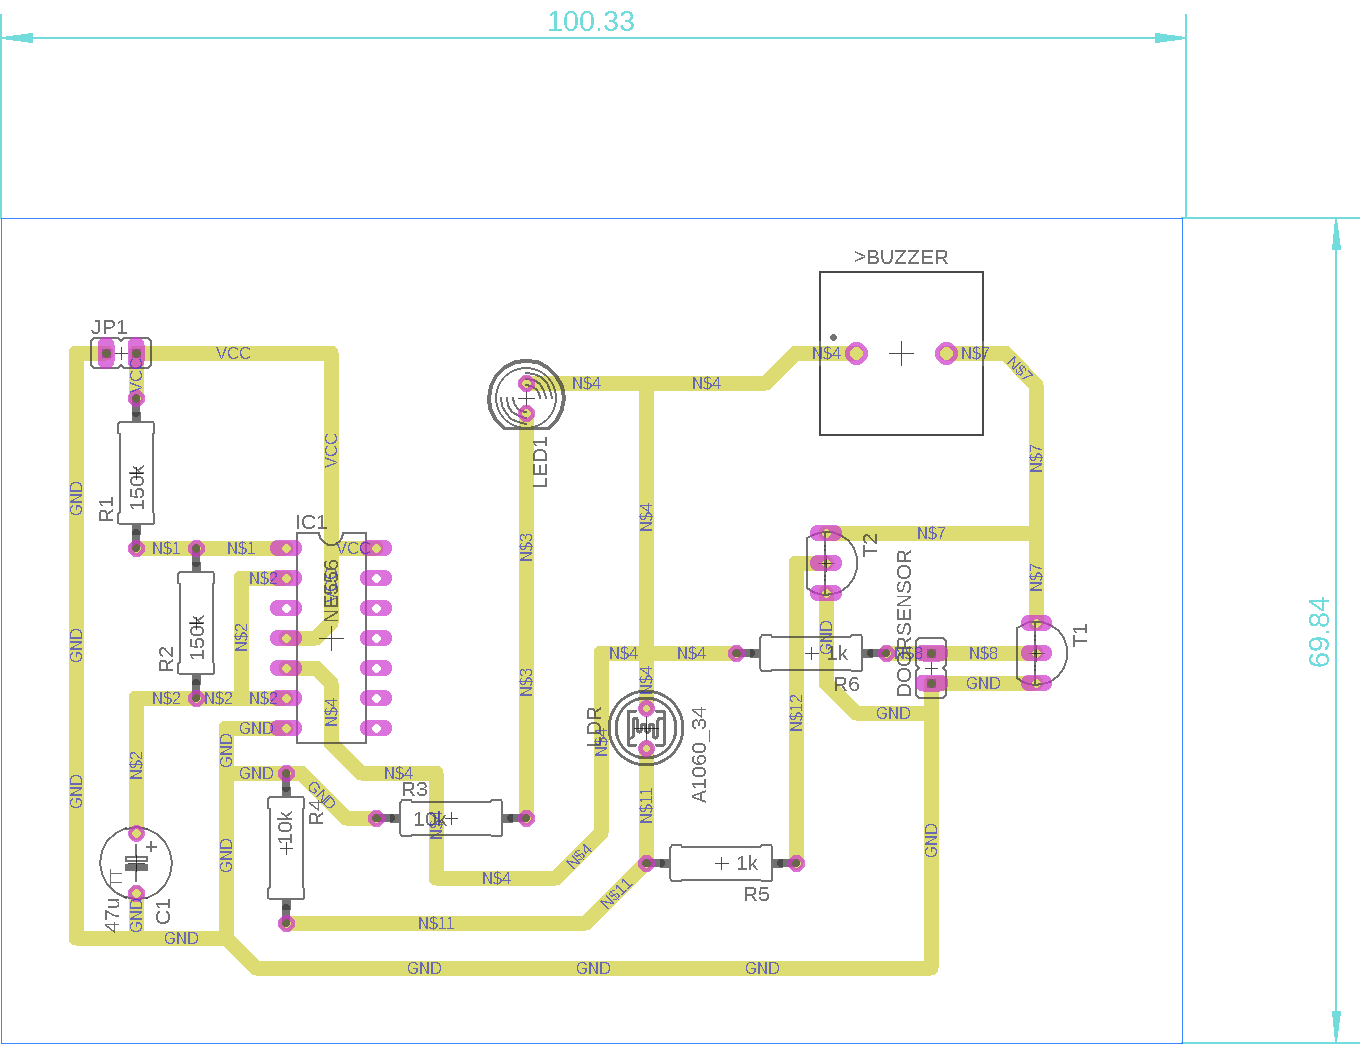 100.33
>BUZZER
JP1
VCC
N$4
N$7
N$7
VCC
N$4
N$4
LED1
VCC
N$7
150k
R1
GND
IC1
N$4
N$7
T2
N$1
N$1
VCC
N$3
N$2
NE556
N$7
DOORSENSOR
69.84
150k
R2
GND
N$2
N$4
N$4
GND
1k
N$8
N$8
T1
R6
N$4
GND
N$2
N$2
N$2
N$3
N$4
N$12
GND
GND
GND
LDR
N$4
A1060_34
N$2
GND
N$4
GND
R3
GND
R4
10k
10k
N$4
N$11
GND
GND
1k
R5
N$4
N$4
47u
C1
GND
N$11
N$11
GND
GND
GND
GND